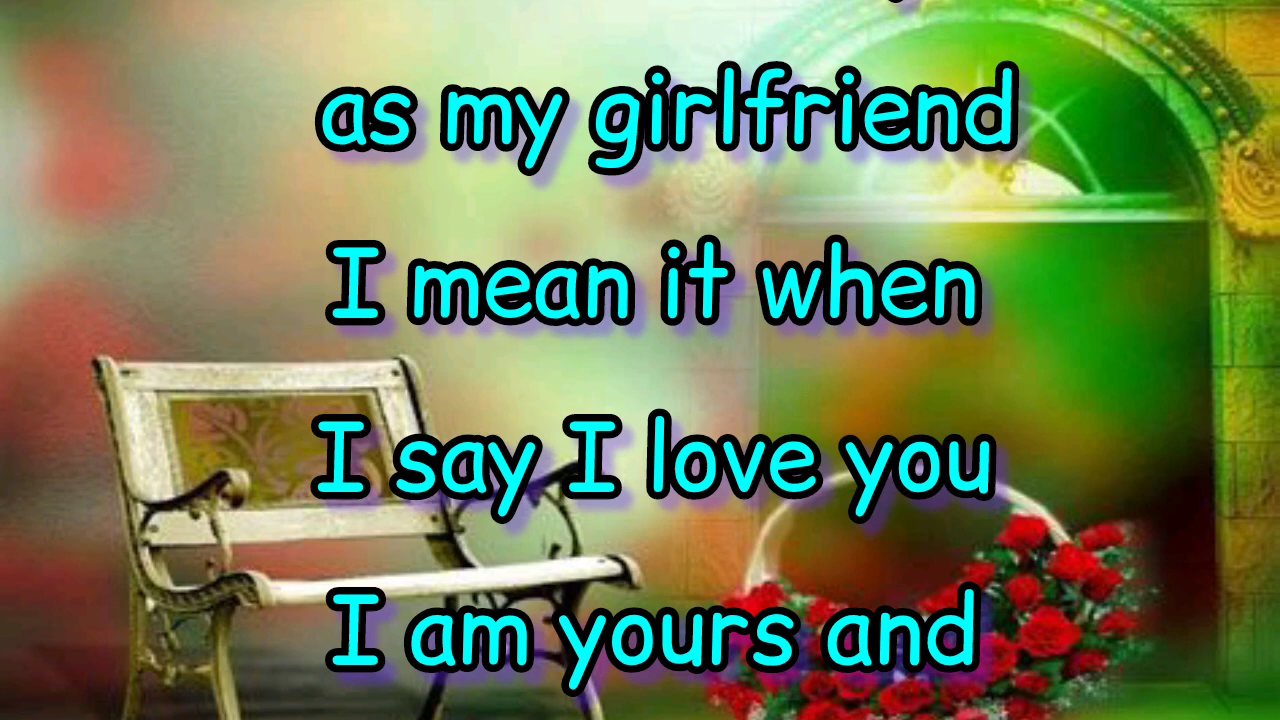 as my girlfriend
I mean it when
I say I love you
I am yours and